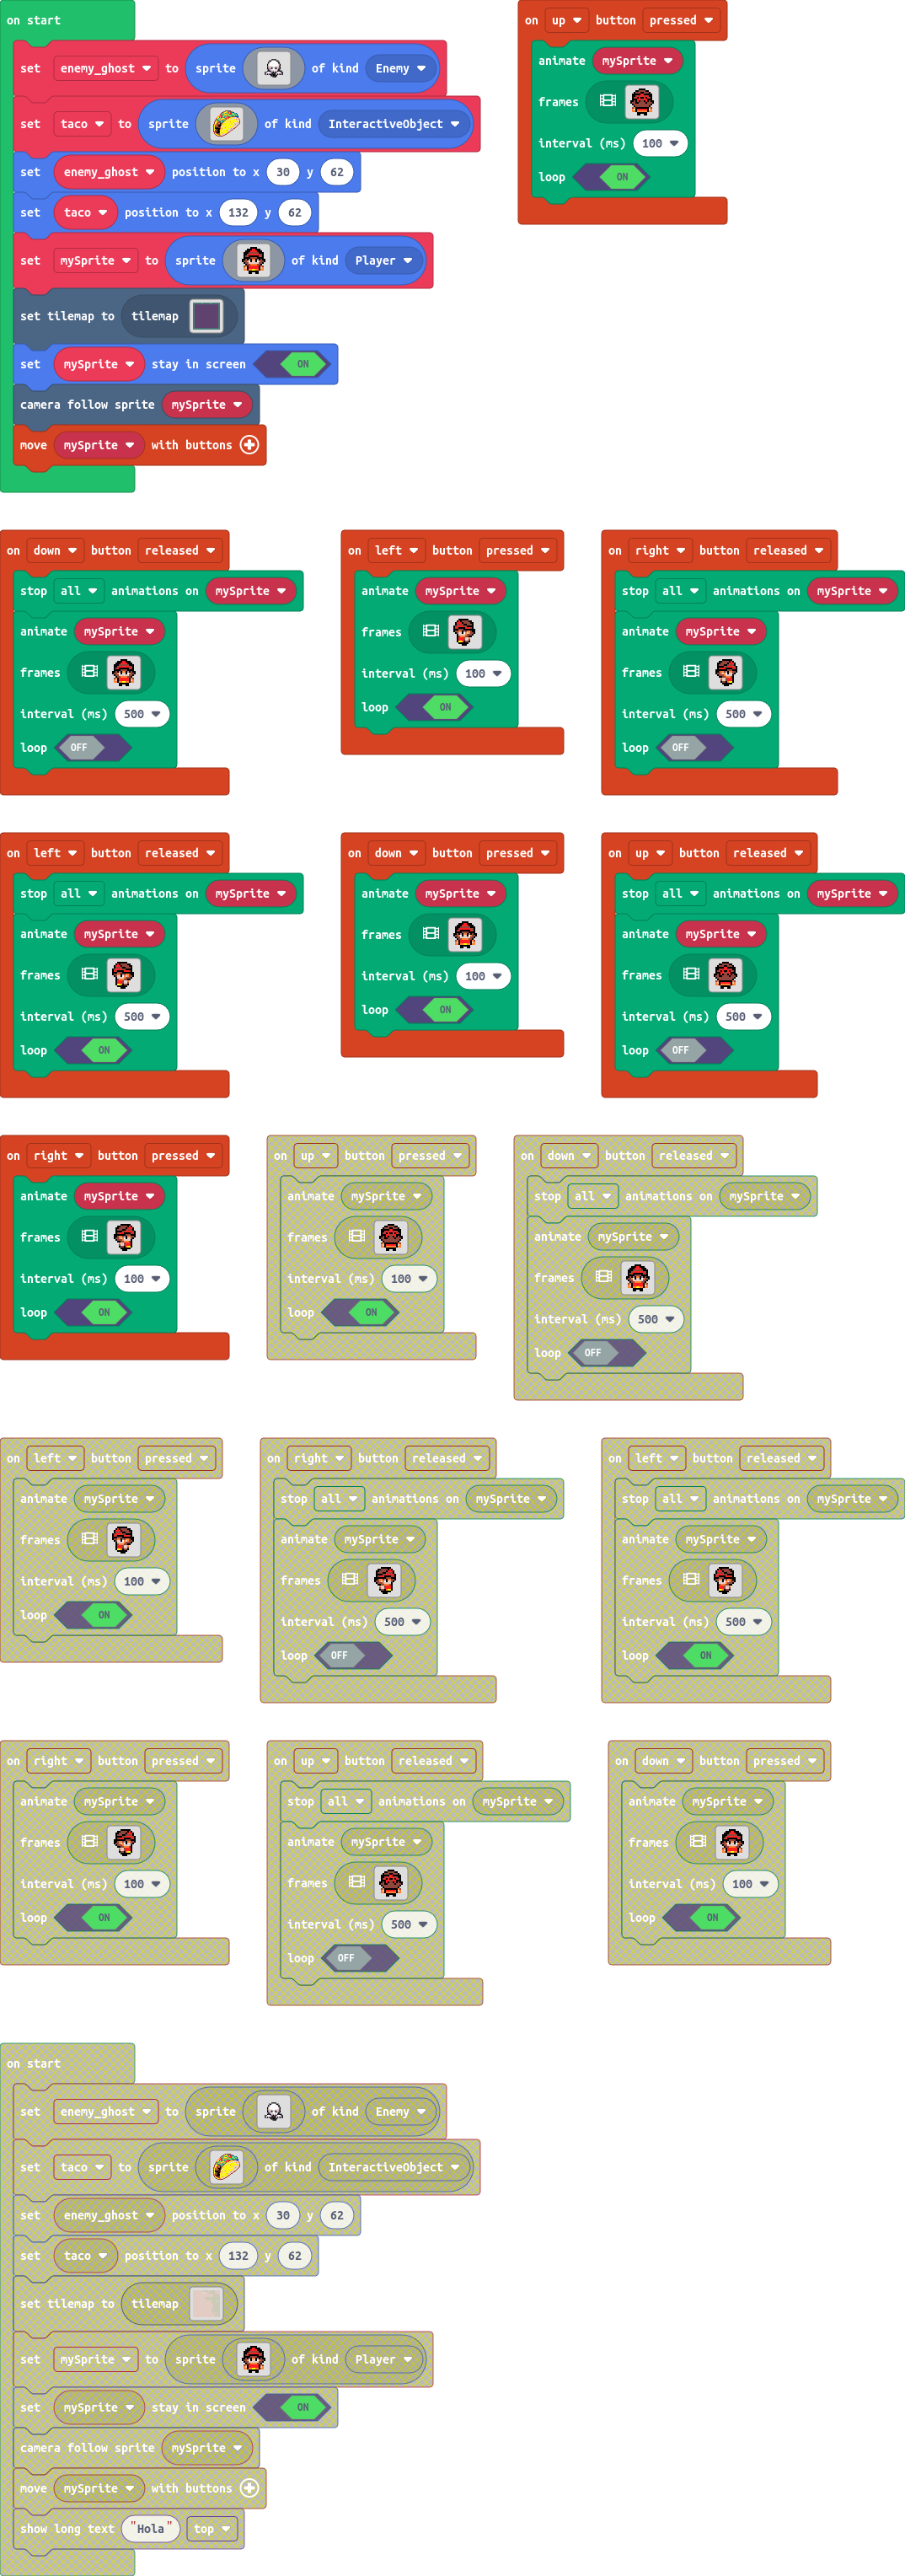 on start
set enemy_ghost to sprite of kind Enemy
set taco to sprite of kind InteractiveObject
set enemy_ghost position to x 30 y 62
set taco position to x 132 y 62
set mySprite to sprite of kind Player
set tilemap to tilemap
set mySprite stay in screen ON
camera follow sprite mySprite
move mySprite with buttons
on up button pressed
animate mySprite
frames
interval (ms) 100
loop ON
on down button released
stop all animations on mySprite
animate mySprite
frames
interval (ms) 500
loop OFF
on left button pressed
animate mySprite
frames
interval (ms) 100
loop ON
on right button released
stop all animations on mySprite
animate mySprite
frames
interval (ms) 500
loop OFF
on left button released
stop all animations on mySprite
animate mySprite
frames
interval (ms) 500
loop ON
on down button pressed
animate mySprite
frames
interval (ms) 100
loop ON
on up button released
stop all animations on mySprite
animate mySprite
frames
interval (ms) 500
loop OFF
on right button pressed
animate mySprite
frames
interval (ms) 100
loop ON
on up button pressed
animate mySprite
frames
interval (ms) 100
loop ON
on down button released
stop all animations on mySprite
animate mySprite
frames
interval (ms) 500
loop OFF
on left button pressed
animate mySprite
frames
interval (ms) 100
loop ON
on right button released
stop all animations on mySprite
animate mySprite
frames
interval (ms) 500
loop OFF
on left button released
stop all animations on mySprite
animate mySprite
frames
interval (ms) 500
loop ON
on right button pressed
animate mySprite
frames
interval (ms) 100
loop ON
on up button released
stop all animations on mySprite
animate mySprite
frames
interval (ms) 500
loop OFF
on down button pressed
animate mySprite
frames
interval (ms) 100
loop ON
on start
set enemy_ghost to sprite of kind Enemy
set taco to sprite of kind InteractiveObject
set enemy_ghost position to x 30 y 62
set taco position to x 132 y 62
set tilemap to tilemap
set mySprite to sprite of kind Player
set mySprite stay in screen ON
camera follow sprite mySprite
move mySprite with buttons
show long text "Hola" top